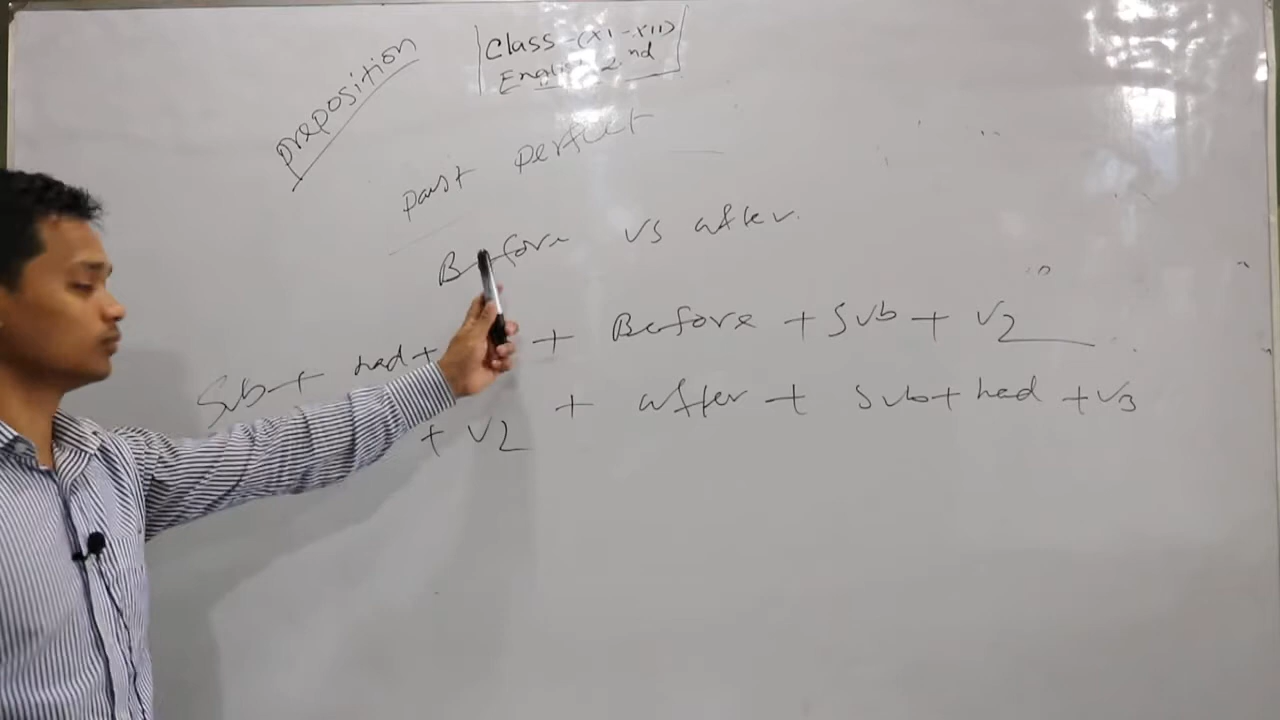 preposition
Class - (XI - XII)
English 2nd
past perfect
Before vs after.
Sub + had + + Before + Sub + V2
+ V2 + after + Sub + had + V3